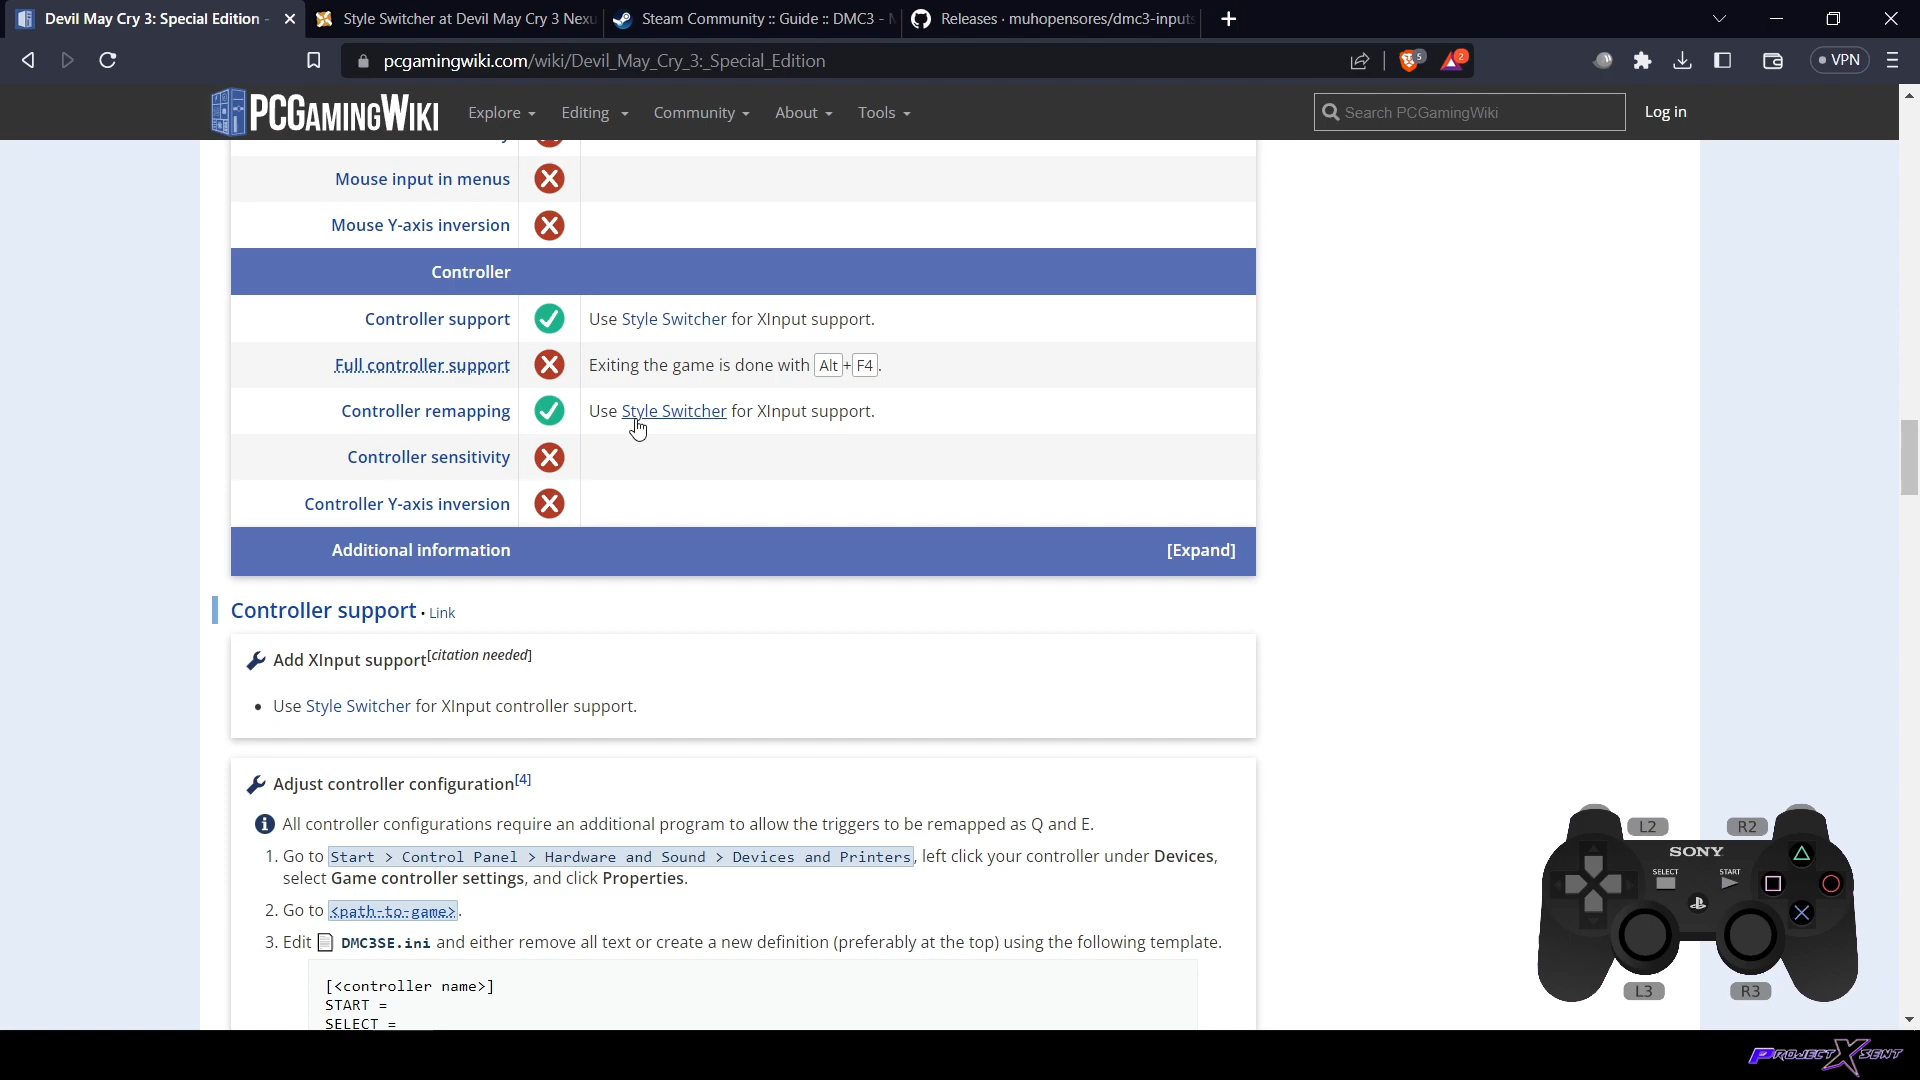 Devil May Cry 3: Special Edition -
Style Switcher at Devil May Cry 3 Nexu
Steam Community :: Guide :: DMC3 - N
Releases · muhopensores/dmc3-inputs
pcgamingwiki.com/wiki/Devil_May_Cry_3:_Special_Edition
5
2
VPN
PCGamingWiki
Explore
Editing
Community
About
Tools
Search PCGamingWiki
Log in
Mouse input in menus
Mouse Y-axis inversion
Controller
Controller support
Use Style Switcher for XInput support.
Full controller support
Exiting the game is done with Alt+F4.
Controller remapping
Use Style Switcher for XInput support.
Controller sensitivity
Controller Y-axis inversion
Additional information
[Expand]
Controller support · Link
Add XInput support[citation needed]
Use Style Switcher for XInput controller support.
Adjust controller configuration[4]
All controller configurations require an additional program to allow the triggers to be remapped as Q and E.
1. Go to Start > Control Panel > Hardware and Sound > Devices and Printers, left click your controller under Devices,
select Game controller settings, and click Properties.
2. Go to <path-to-game>.
3. Edit DMC3SE.ini and either remove all text or create a new definition (preferably at the top) using the following template.
[<controller name>]
START =
SELECT =
L2
R2
SONY
SELECT
START
L3
R3
PROJECTXSENT